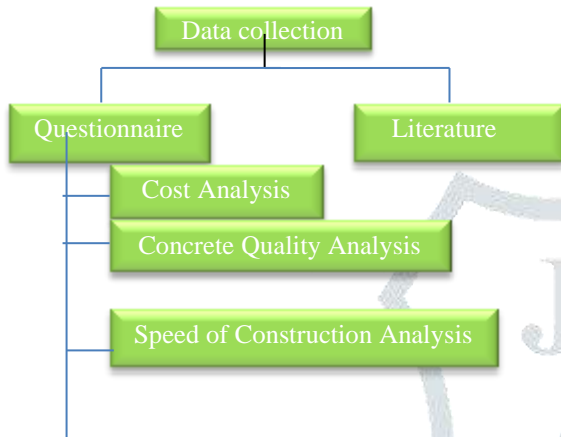 Data collection
Questionnaire
Literature
Cost Analysis
Concrete Quality Analysis
Speed of Construction Analysis
J